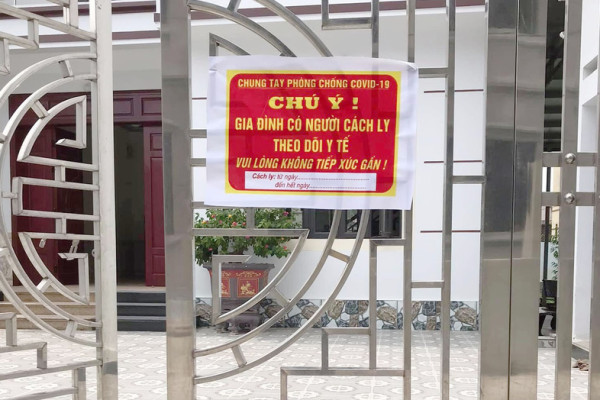 CHUNG TAY PHÒNG CHỐNG COVID-19
CHÚ Ý !
GIA ĐÌNH CÓ NGƯỜI CÁCH LY
THEO DÕI Y TẾ
VUI LÒNG KHÔNG TIẾP XÚC GẦN !
Cách ly: từ ngày............................
đến hết ngày............................